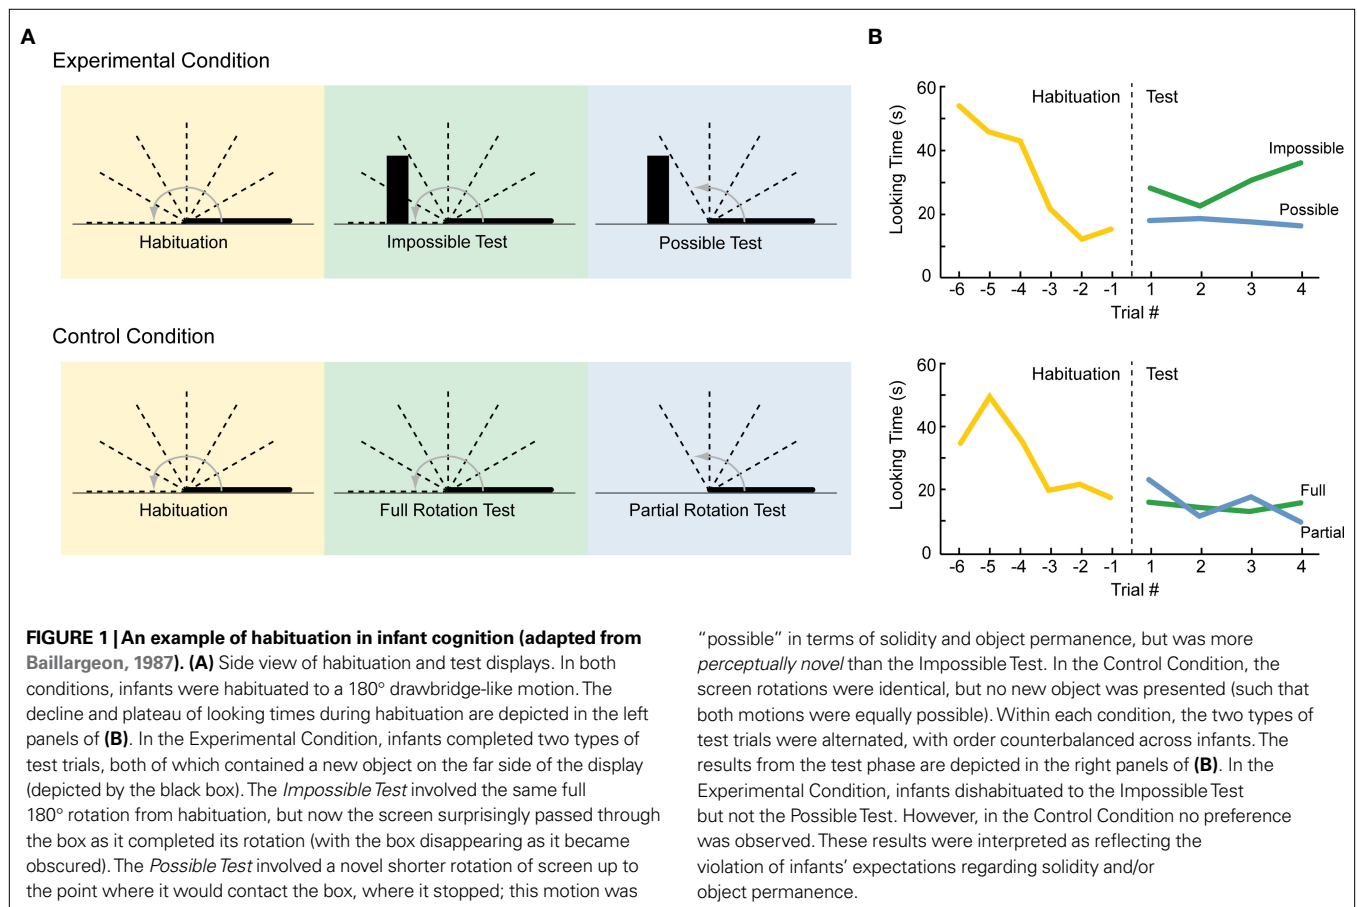 A
Experimental Condition
Habituation
Impossible Test
Possible Test
Control Condition
Habituation
Full Rotation Test
Partial Rotation Test
B
Looking Time (s)
60
40
20
0
Habituation
Test
Impossible
Possible
-6 -5 -4 -3 -2 -1 1 2 3 4
Trial #
Looking Time (s)
60
40
20
0
Habituation
Test
Full
Partial
-6 -5 -4 -3 -2 -1 1 2 3 4
Trial #
FIGURE 1 | An example of habituation in infant cognition (adapted from
Baillargeon, 1987). (A) Side view of habituation and test displays. In both
conditions, infants were habituated to a 180° drawbridge-like motion. The
decline and plateau of looking times during habituation are depicted in the left
panels of (B). In the Experimental Condition, infants completed two types of
test trials, both of which contained a new object on the far side of the display
(depicted by the black box). The Impossible Test involved the same full
180° rotation from habituation, but now the screen surprisingly passed through
the box as it completed its rotation (with the box disappearing as it became
obscured). The Possible Test involved a novel shorter rotation of screen up to
the point where it would contact the box, where it stopped; this motion was
“possible” in terms of solidity and object permanence, but was more
perceptually novel than the Impossible Test. In the Control Condition, the
screen rotations were identical, but no new object was presented (such that
both motions were equally possible). Within each condition, the two types of
test trials were alternated, with order counterbalanced across infants. The
results from the test phase are depicted in the right panels of (B). In the
Experimental Condition, infants dishabituated to the Impossible Test
but not the Possible Test. However, in the Control Condition no preference
was observed. These results were interpreted as reflecting the
violation of infants’ expectations regarding solidity and/or
object permanence.